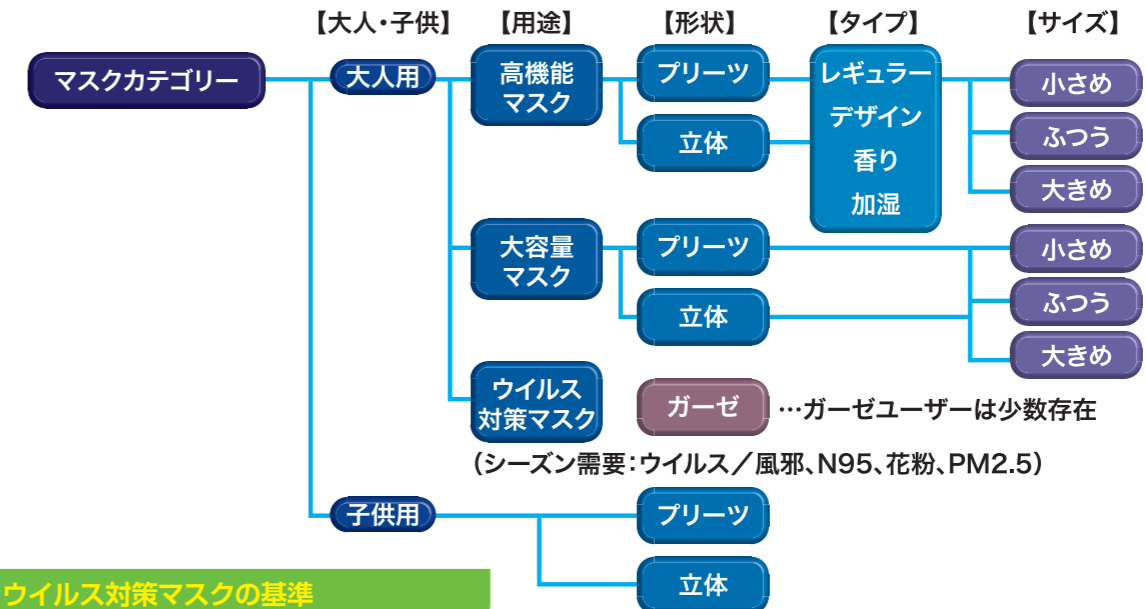 【大人・子供】 【用途】 【形状】 【タイプ】 【サイズ】
マスクカテゴリー
大人用
高機能
マスク
プリーツ
立体
レギュラー
デザイン
香り
加湿
小さめ
ふつう
大きめ
大容量
マスク
プリーツ
立体
小さめ
ふつう
大きめ
ウイルス
対策マスク
ガーゼ …ガーゼユーザーは少数存在
（シーズン需要：ウイルス／風邪、N95、花粉、PM2.5）
子供用
プリーツ
立体
ウイルス対策マスクの基準